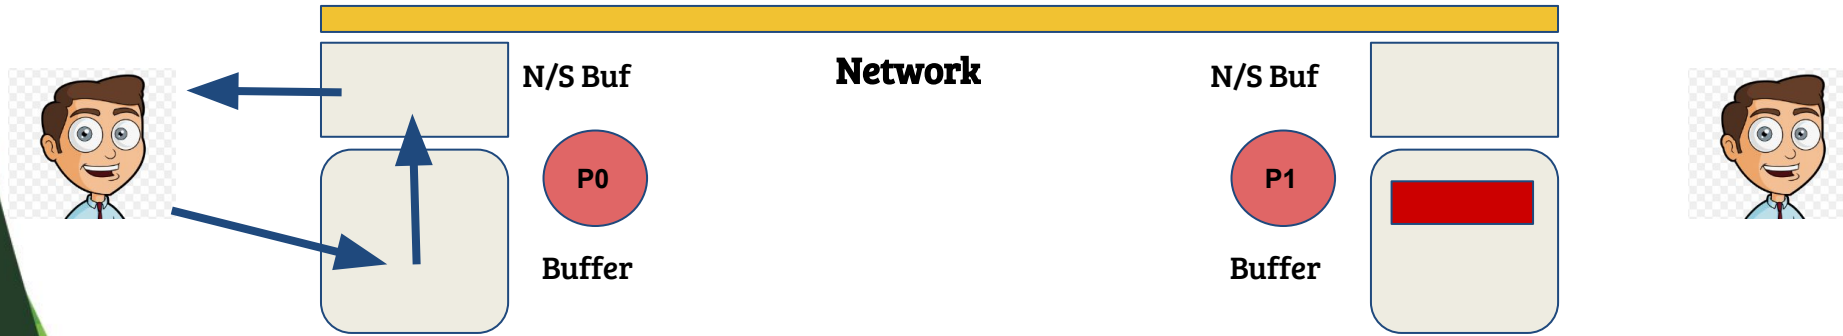 N/S Buf
Network
N/S Buf
P0
P1
Buffer
Buffer